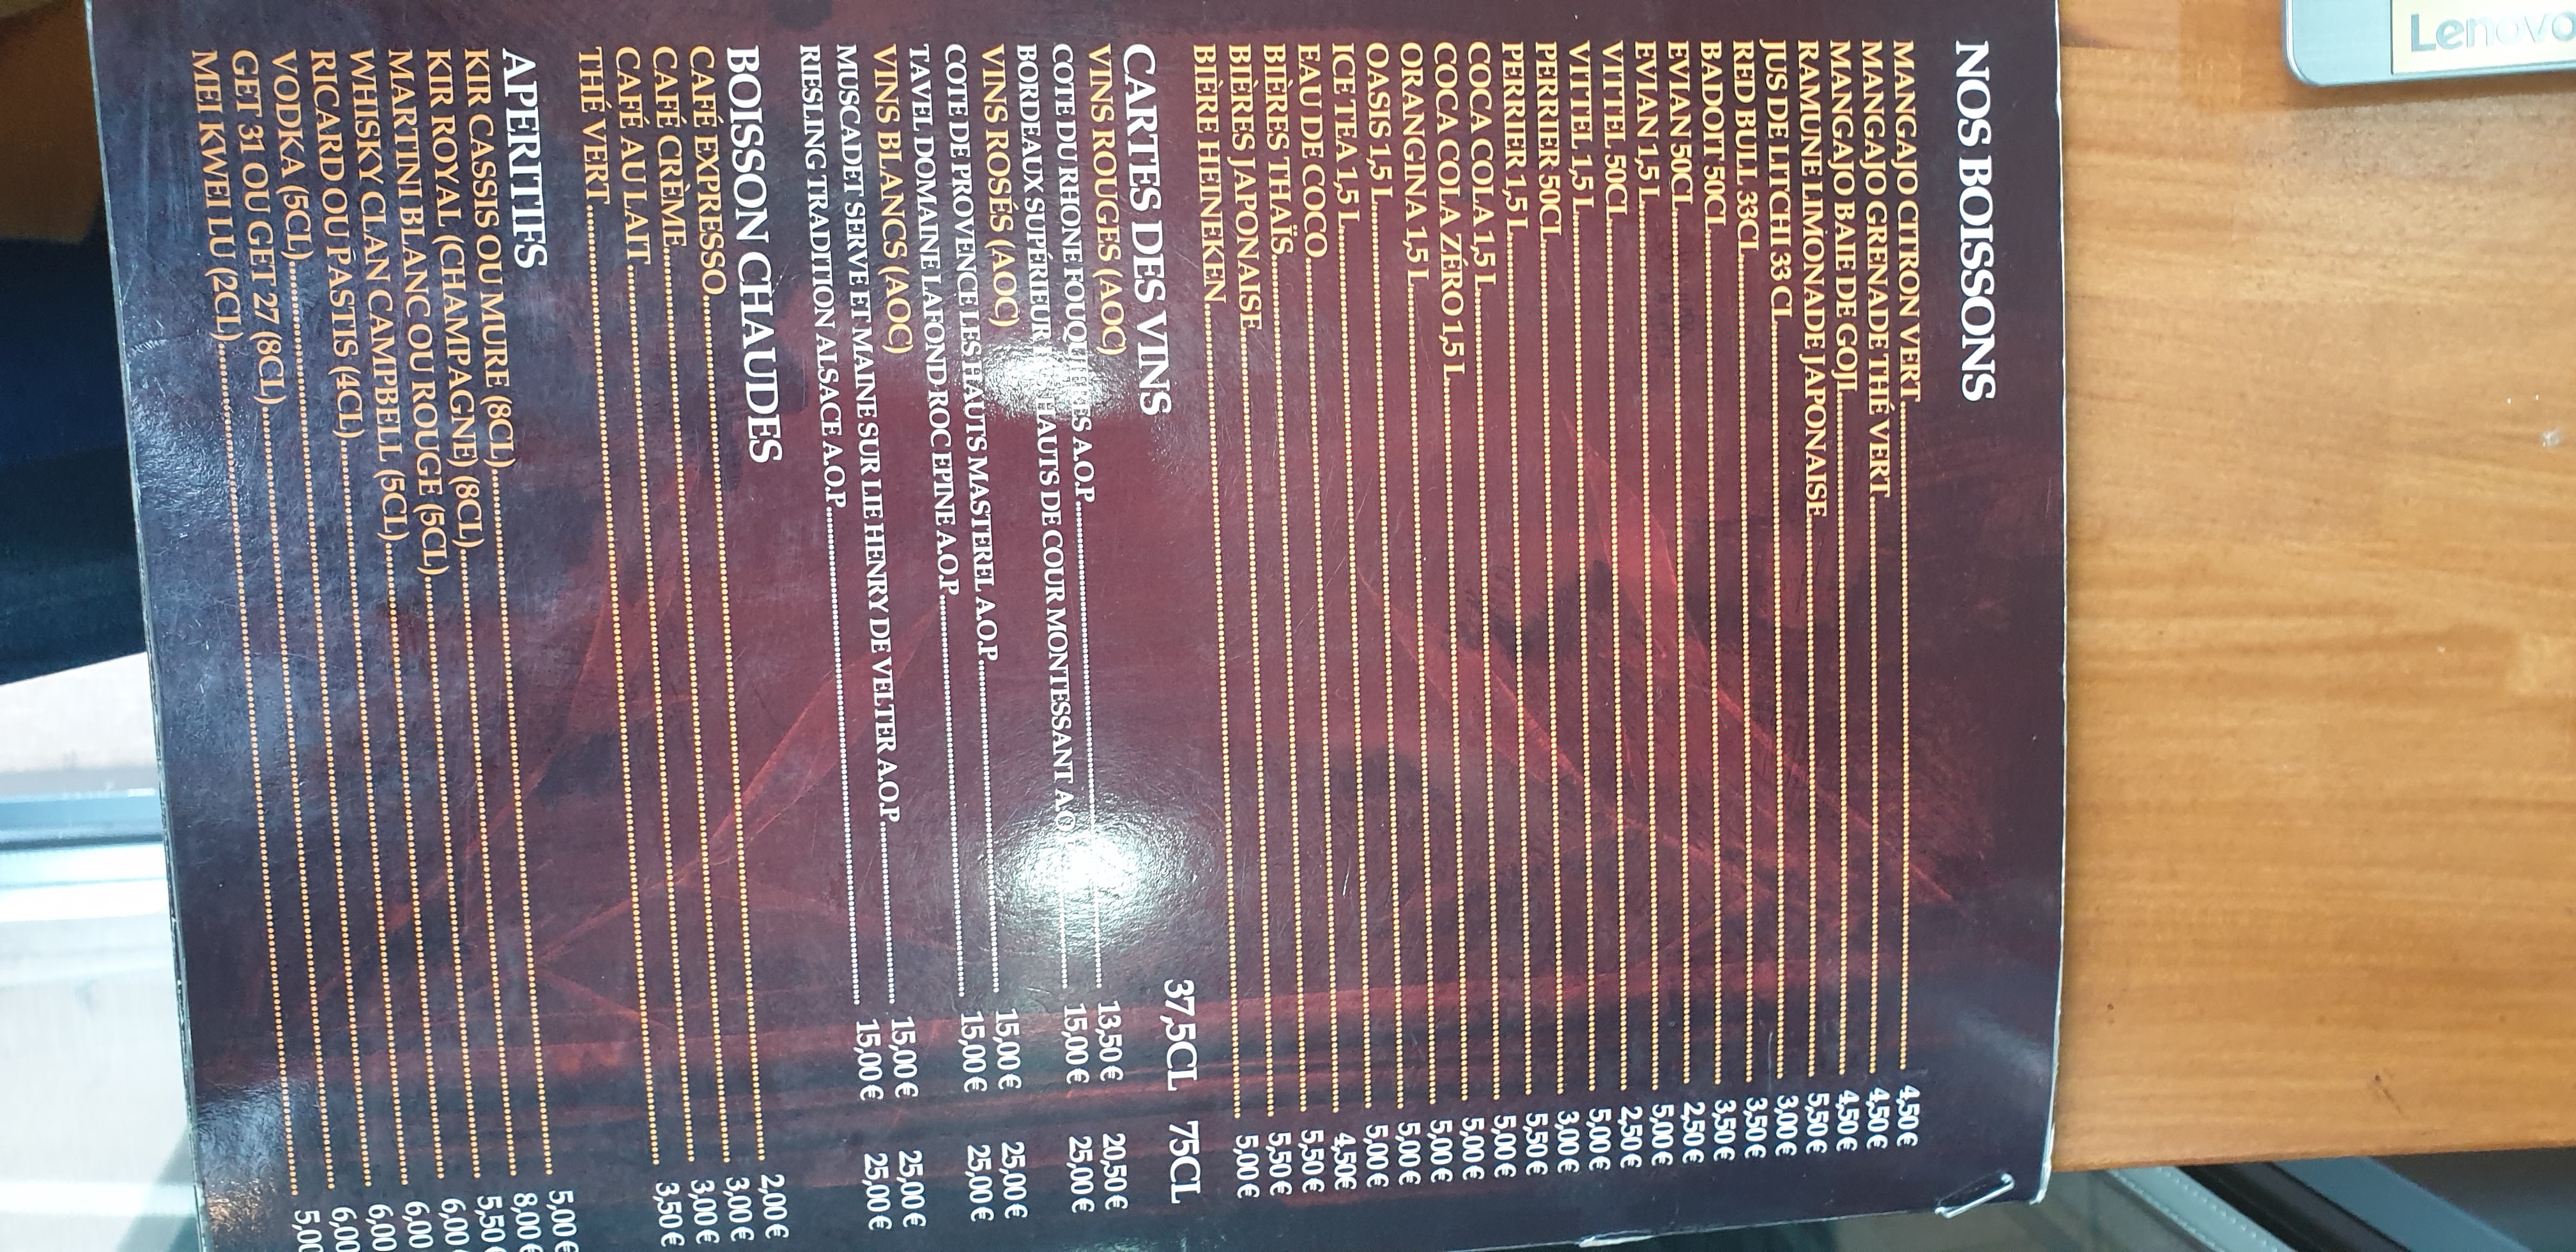 Lenovo
NOS BOISSONS
MANGAJO CITRON VERT 4,50 €
MANGAJO GRENADE THÉ VERT 4,50 €
MANGAJO BAIE DE GOJI 4,50 €
RAMUNE LIMONADE JAPONAISE 5,50 €
JUS DE LITCHI 33 CL 3,00 €
RED BULL 33CL 3,50 €
BADOIT 50CL 3,50 €
EVIAN 50CL 2,50 €
EVIAN 1,5 L 5,00 €
VITTEL 50CL 2,50 €
VITTEL 1,5 L 5,00 €
PERRIER 50CL 3,00 €
PERRIER 1,5 L 5,50 €
COCA COLA 1,5 L 5,00 €
COCA COLA ZÉRO 1,5 L 5,00 €
ORANGINA 1,5 L 5,00 €
OASIS 1,5 L 5,00 €
ICE TEA 1,5 L 5,00 €
EAU DE COCO 4,50€
BIÈRES THAÏS 5,50 €
BIÈRES JAPONAISE 5,50 €
BIÈRE HEINEKEN 5,00 €
CARTES DES VINS 37,5CL 75CL
VINS ROUGES (AOC)
COTE DU RHONE A.O.P 13,50 € 20,50 €
BORDEAUX SUPÉRIEUR HAUTS DE COUR MONTESSANT 15,00 € 25,00 €
VINS ROSÉS (AOC)
COTE DE PROVENCE LES HAUTS MASTEREL A.O.P 15,00 € 25,00 €
TAVEL DOMAINE LAFOND-ROC EPINE A.O.P 15,00 € 25,00 €
VINS BLANCS (AOC)
MUSCADET SERVE ET MAINE SUR LIE HENRY DE VELTER A.O.P 15,00 € 25,00 €
RIESLING TRADITION ALSACE A.O.P 15,00 € 25,00 €
BOISSON CHAUDES
CAFÉ EXPRESSO 2,00 €
CAFÉ CRÈME 3,00 €
CAFÉ AU LAIT 3,00 €
THÉ VERT 3,50 €
APERITIFS
KIR CASSIS OU MURE (8CL) 5,00 €
KIR ROYAL (CHAMPAGNE) (8CL) 8,00 €
MARTINI BLANC OU ROUGE (5CL) 5,50 €
WHISKY CLAN CAMPBELL (5CL) 6,00 €
RICARD OU PASTIS (4CL) 6,00
VODKA (5CL) 6,00
GET 31 OU GET 27 (8CL) 6,00
MEI KWEI LU (2CL) 5,00